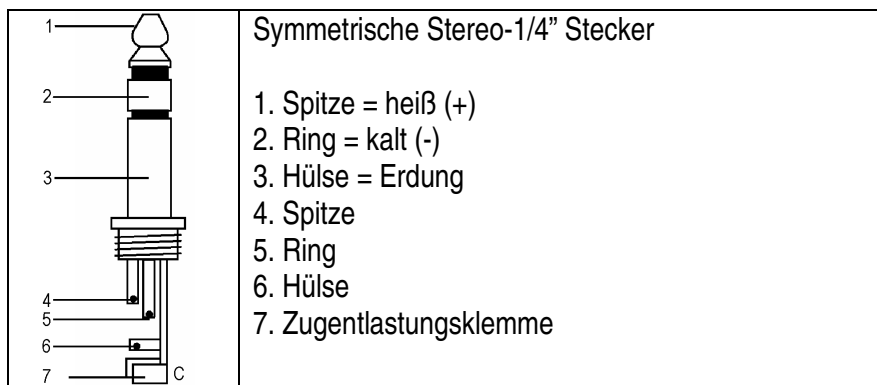 1
2
3
4
5
6
7 C
Symmetrische Stereo-1/4” Stecker
1. Spitze = heiß (+)
2. Ring = kalt (-)
3. Hülse = Erdung
4. Spitze
5. Ring
6. Hülse
7. Zugentlastungsklemme